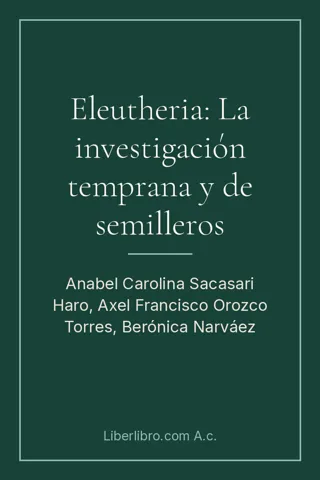 Eleutheria: La
investigación
temprana y de
semilleros
Anabel Carolina Sacasari
Haro, Axel Francisco Orozco
Torres, Berónica Narváez
Liberlibro.com A.c.